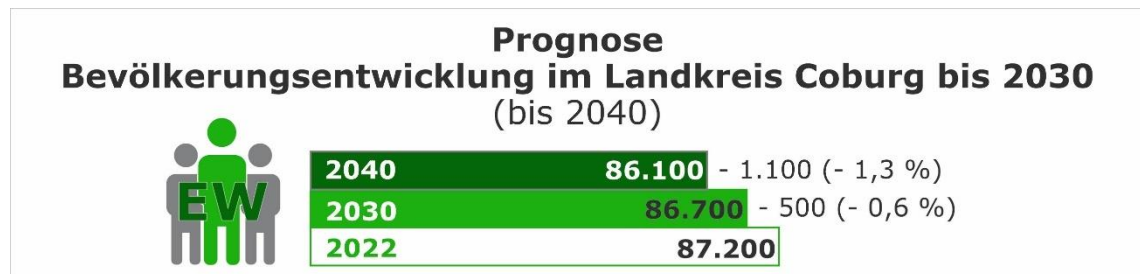 Prognose
Bevölkerungsentwicklung im Landkreis Coburg bis 2030
(bis 2040)
EW
2040 86.100 - 1.100 (- 1,3 %)
2030 86.700 - 500 (- 0,6 %)
2022 87.200